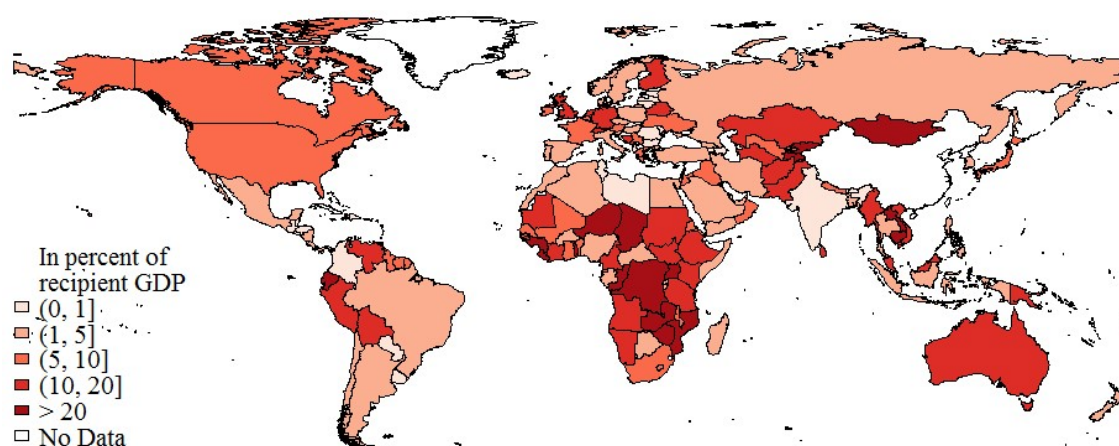 In percent of
recipient GDP
(0, 1]
(1, 5]
(5, 10]
(10, 20]
> 20
No Data